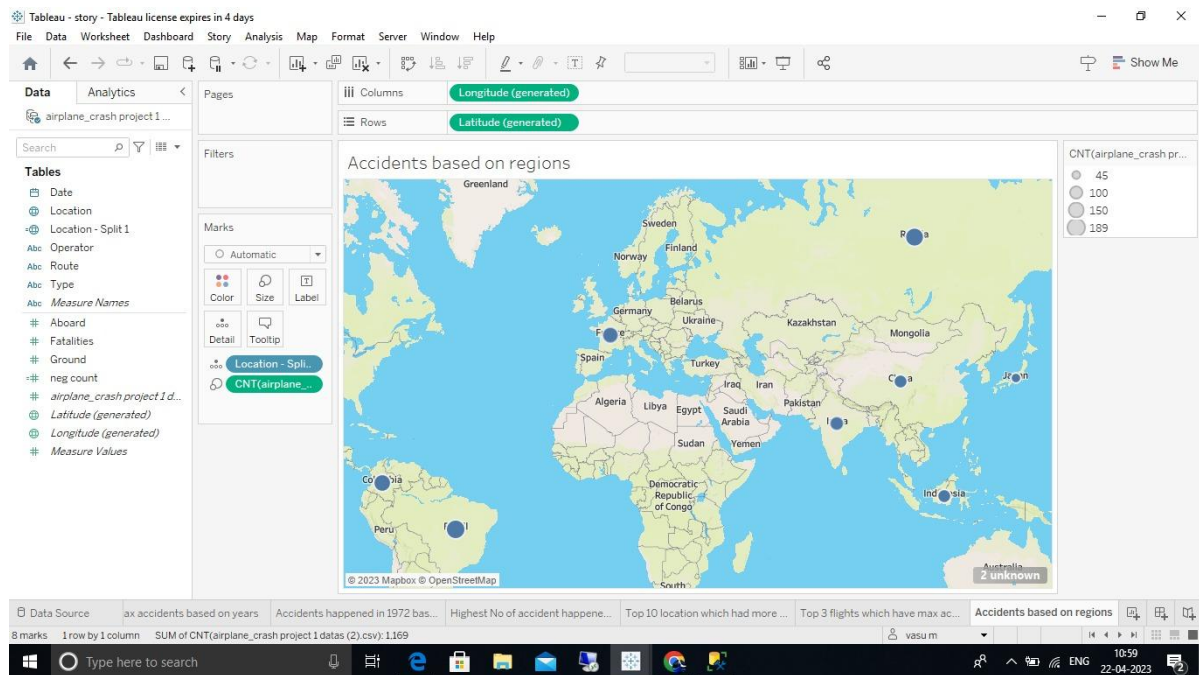 Tableau - story - Tableau license expires in 4 days
File Data Worksheet Dashboard Story Analysis Map Format Server Window Help
Show Me
Data Analytics
airplane_crash project 1 ...
Search
Tables
Date
Location
Location - Split 1
Abc Operator
Abc Route
Abc Type
Abc Measure Names
# Aboard
# Fatalities
# Ground
=# neg count
# airplane_crash project 1 d...
Latitude (generated)
Longitude (generated)
# Measure Values
Pages
Filters
Marks
Automatic
Color Size Label
Detail Tooltip
Location - Spli..
CNT(airplane_..
iii Columns Longitude (generated)
Rows Latitude (generated)
Accidents based on regions
Greenland
Sweden
Finland
Norway
Belarus
Germany
Ukraine
Kazakhstan
Mongolia
Spain
Turkey
Iraq Iran
Pakistan
Algeria Libya Egypt Saudi
Arabia
Sudan Yemen
Democratic
Republic
of Congo
Peru
South
Australia
2 unknown
© 2023 Mapbox © OpenStreetMap
CNT(airplane_crash pr...
45
100
150
189
Data Source ax accidents based on years Accidents happened in 1972 bas... Highest No of accident happene... Top 10 location which had more ... Top 3 flights which have max ac... Accidents based on regions
8 marks 1 row by 1 column SUM of CNT(airplane_crash project 1 datas (2).csv): 1,169 vasu m
Type here to search
ENG
10:59
22-04-2023
2